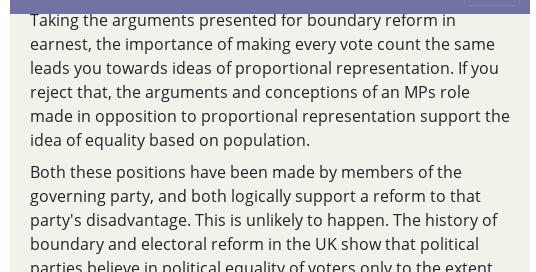 Taking the arguments presented for boundary reform in
earnest, the importance of making every vote count the same
leads you towards ideas of proportional representation. If you
reject that, the arguments and conceptions of an MPs role
made in opposition to proportional representation support the
idea of equality based on population.
Both these positions have been made by members of the
governing party, and both logically support a reform to that
party's disadvantage. This is unlikely to happen. The history of
boundary and electoral reform in the UK show that political
parties believe in political equality of voters only to the extent